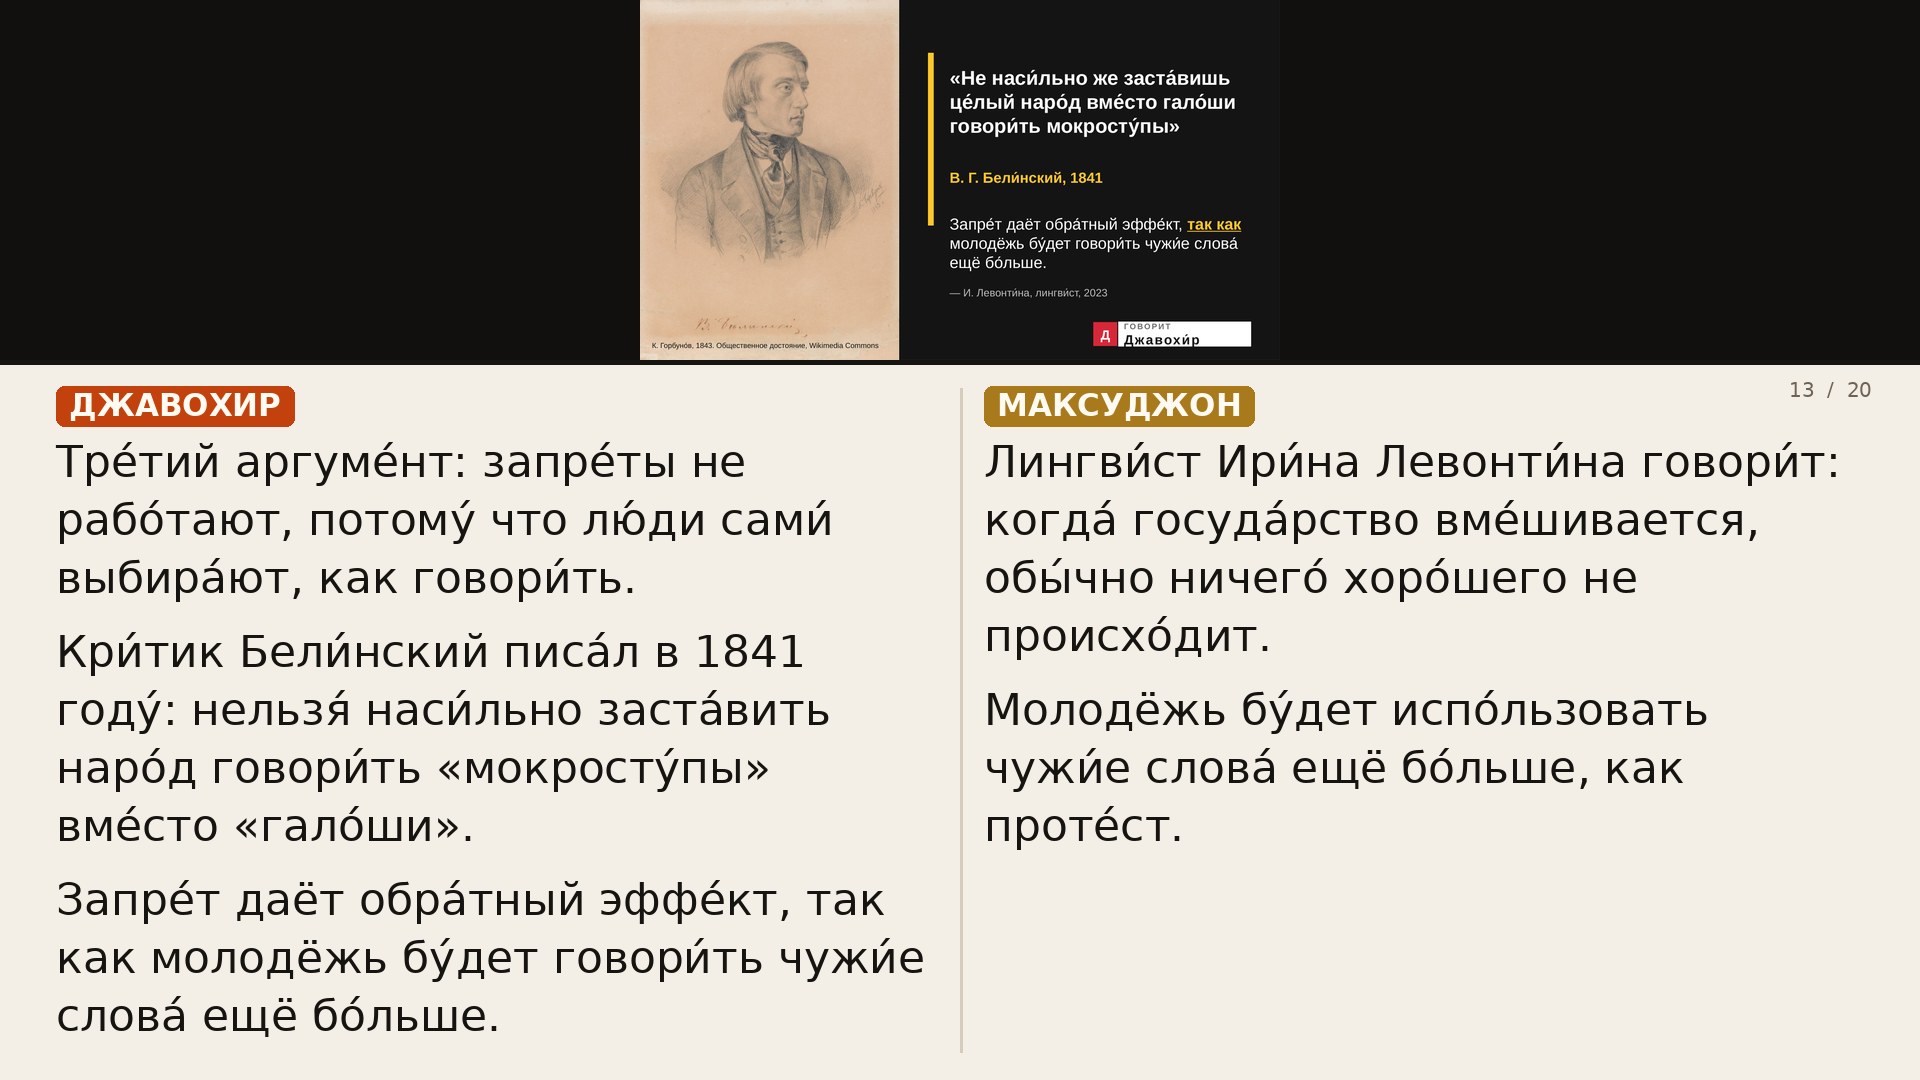 «Не наси́льно же заста́вишь
це́лый наро́д вме́сто гало́ши
говори́ть мокросту́пы»
В. Г. Бели́нский, 1841
Запре́т даёт обра́тный эффе́кт, так как
молодёжь бу́дет говори́ть чужи́е слова́
ещё бо́льше.
— И. Левонти́на, лингви́ст, 2023
К. Горбуно́в, 1843. Общественное достояние, Wikimedia Commons
Д
ГОВОРИТ
Джавохи́р
13 / 20
ДЖАВОХИР
Тре́тий аргуме́нт: запре́ты не
рабо́тают, потому́ что лю́ди сами́
выбира́ют, как говори́ть.
Кри́тик Бели́нский писа́л в 1841
году́: нельзя́ наси́льно заста́вить
наро́д говори́ть «мокросту́пы»
вме́сто «гало́ши».
Запре́т даёт обра́тный эффе́кт, так
как молодёжь бу́дет говори́ть чужи́е
слова́ ещё бо́льше.
МАКСУДЖОН
Лингви́ст Ири́на Левонти́на говори́т:
когда́ госуда́рство вме́шивается,
обы́чно ничего́ хоро́шего не
происхо́дит.
Молодёжь бу́дет испо́льзовать
чужи́е слова́ ещё бо́льше, как
проте́ст.